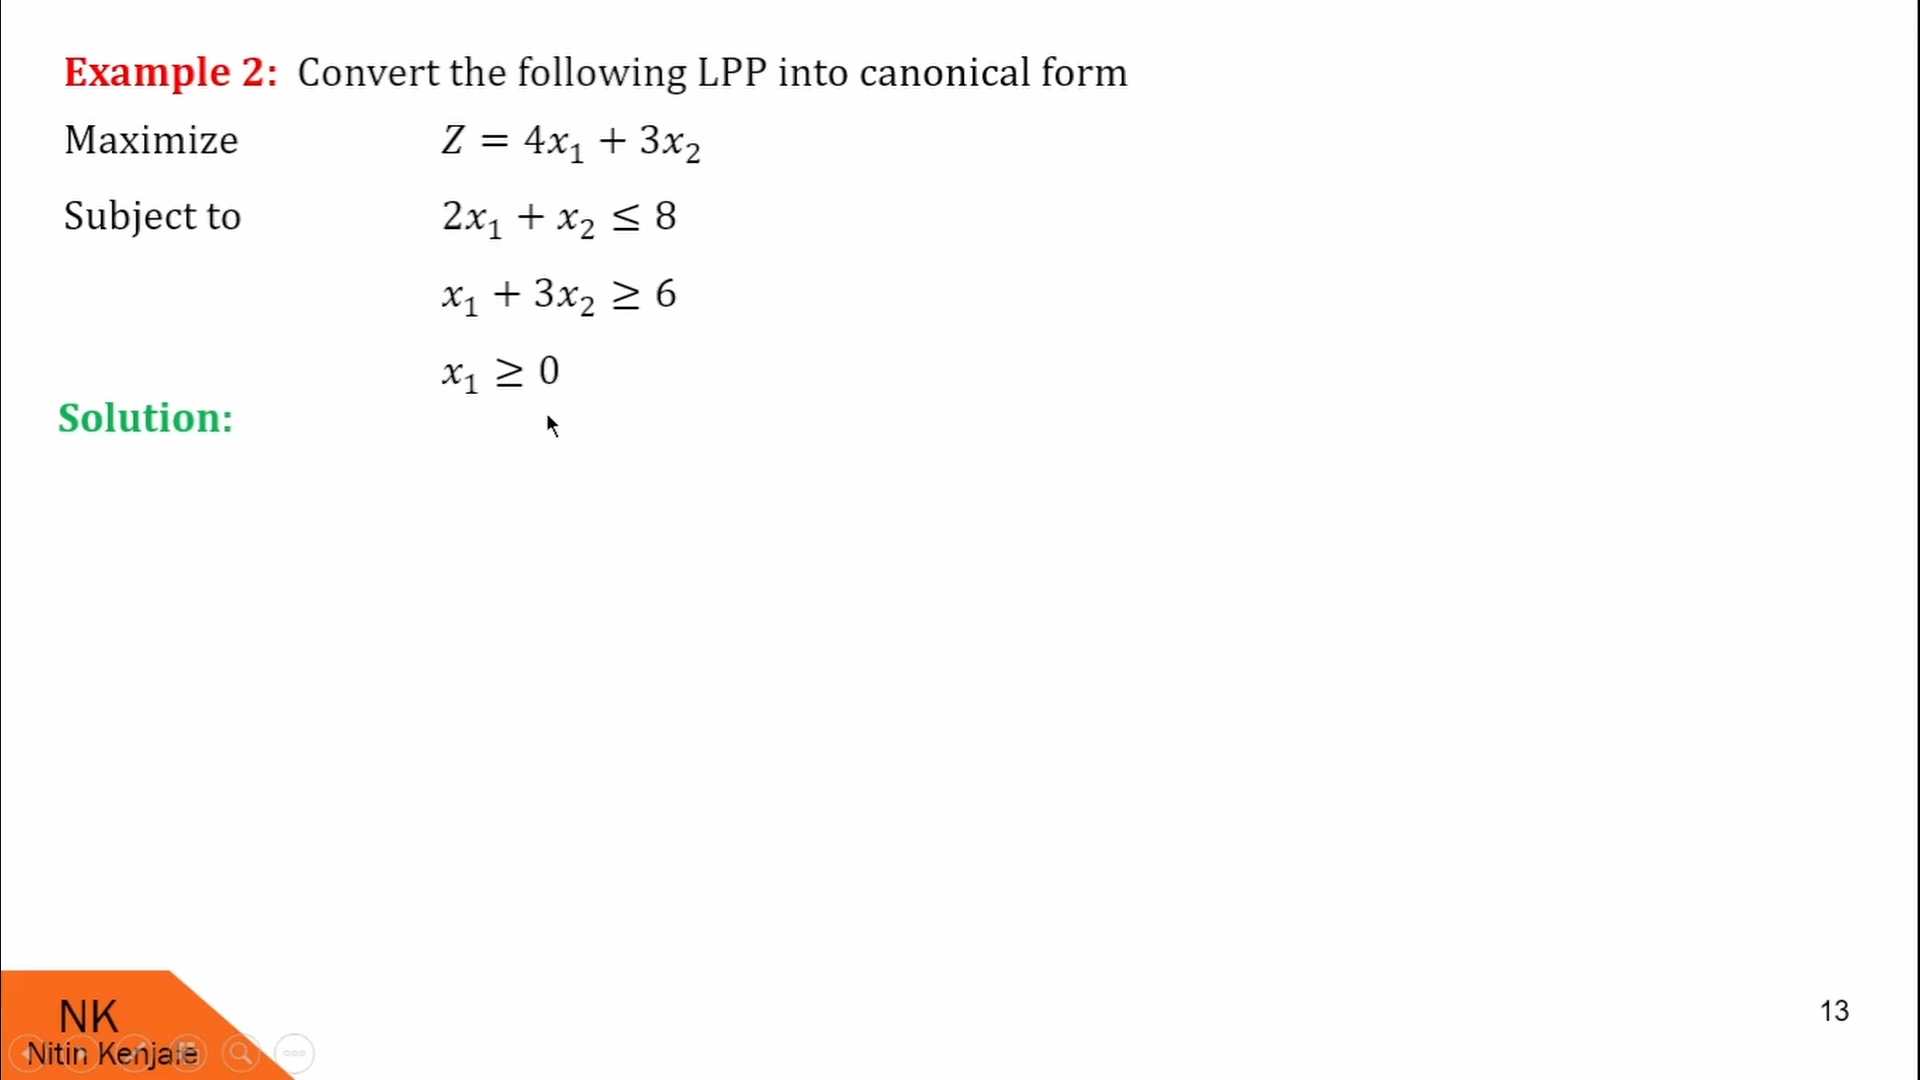 Example 2: Convert the following LPP into canonical form
Maximize Z = 4x₁ + 3x₂
Subject to 2x₁ + x₂ ≤ 8
x₁ + 3x₂ ≥ 6
x₁ ≥ 0
Solution:
NK
Nitin Kenjale
13